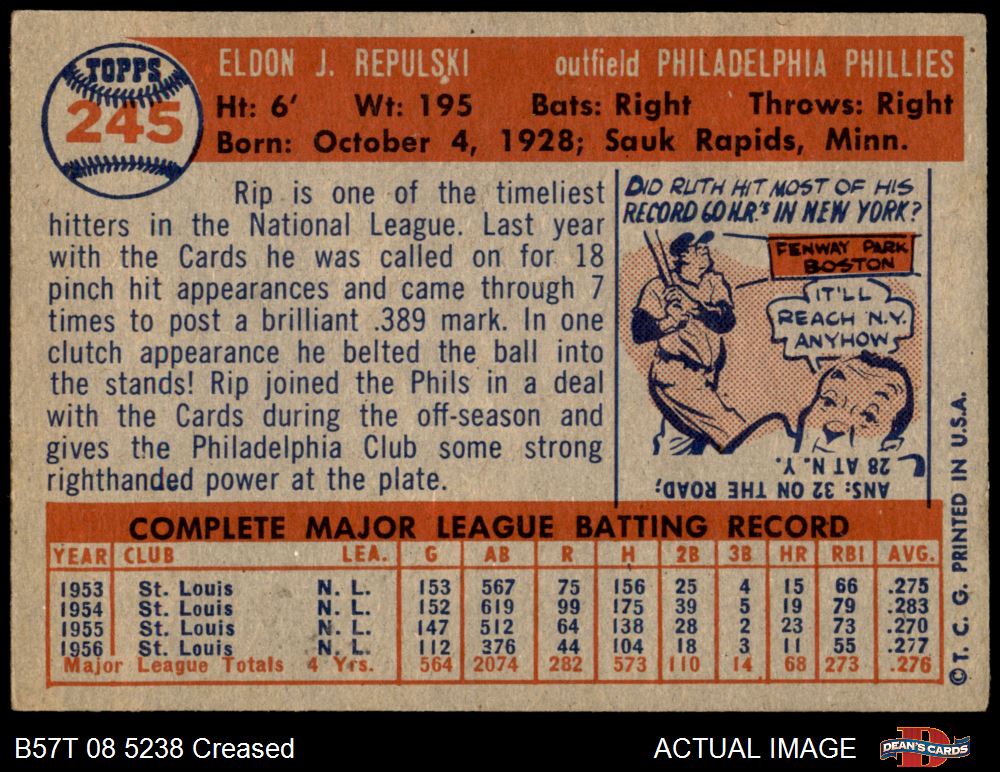 TOPPS
245
ELDON J. REPULSKI outfield PHILADELPHIA PHILLIES
Ht: 6' Wt: 195 Bats: Right Throws: Right
Born: October 4, 1928; Sauk Rapids, Minn.
Rip is one of the timeliest
hitters in the National League. Last year
with the Cards he was called on for 18
pinch hit appearances and came through 7
times to post a brilliant .389 mark. In one
clutch appearance he belted the ball into
the stands! Rip joined the Phils in a deal
with the Cards during the off-season and
gives the Philadelphia Club some strong
righthanded power at the plate.
DID RUTH HIT MOST OF HIS
RECORD 60 H.R.'S IN NEW YORK?
FENWAY PARK
BOSTON
IT'LL
REACH N.Y.
ANYHOW
ANS: 32 ON THE ROAD;
28 AT N.Y.
COMPLETE MAJOR LEAGUE BATTING RECORD
YEAR CLUB LEA. G AB R H 2B 3B HR RBI AVG.
1953 St. Louis N. L. 153 567 75 156 25 4 15 66 .275
1954 St. Louis N. L. 152 619 99 175 39 5 19 79 .283
1955 St. Louis N. L. 147 512 64 138 28 2 23 73 .270
1956 St. Louis N. L. 112 376 44 104 18 3 11 55 .277
Major League Totals 4 Yrs. 564 2074 282 573 110 14 68 273 .276
©T. C. G. PRINTED IN U.S.A.
B57T 08 5238 Creased ACTUAL IMAGE
DEAN'S CARDS